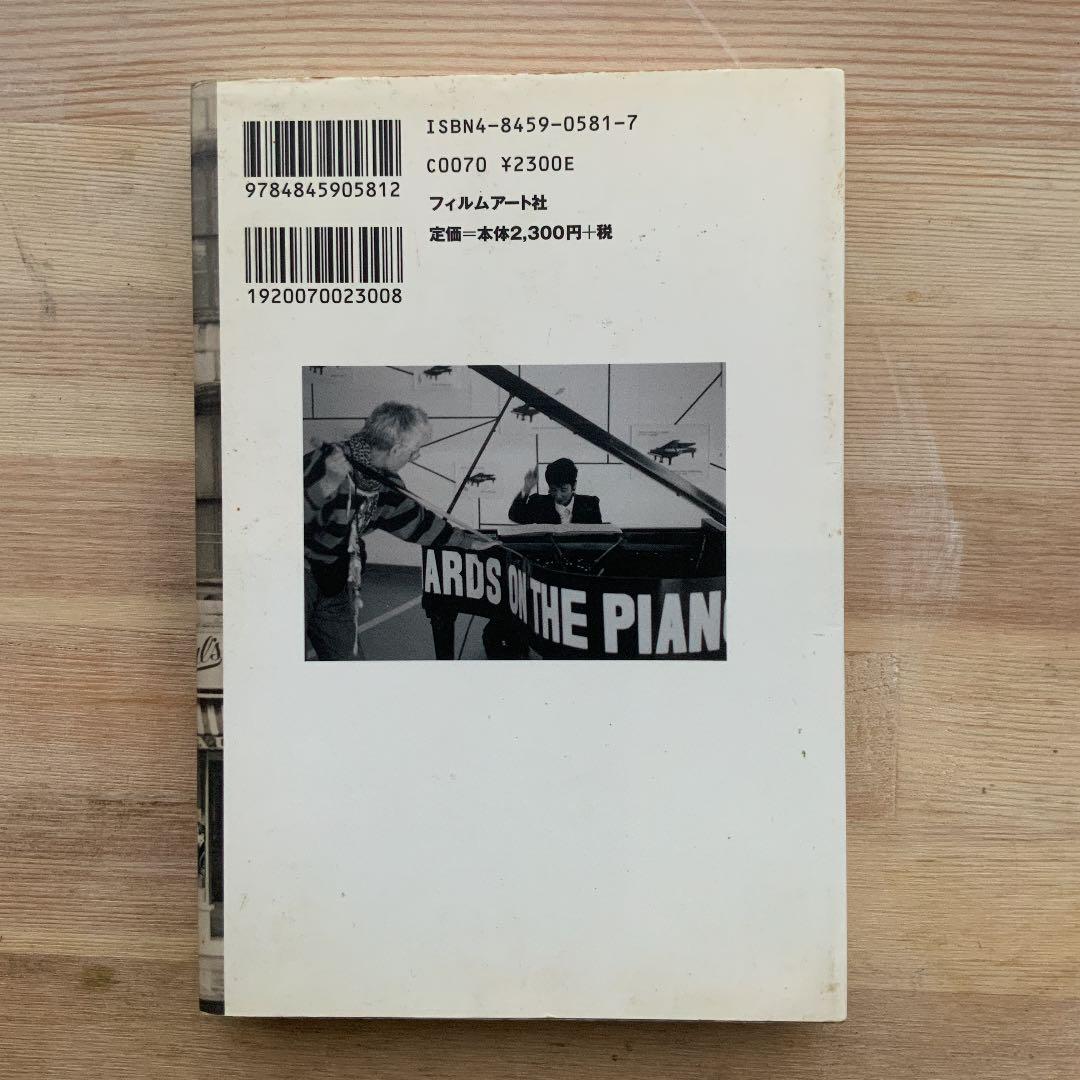 ISBN4-8459-0581-7
9784845905812
C0070 ¥2300E
フィルムアート社
定価=本体2,300円+税
1920070023008
ARDS ON THE PIANO